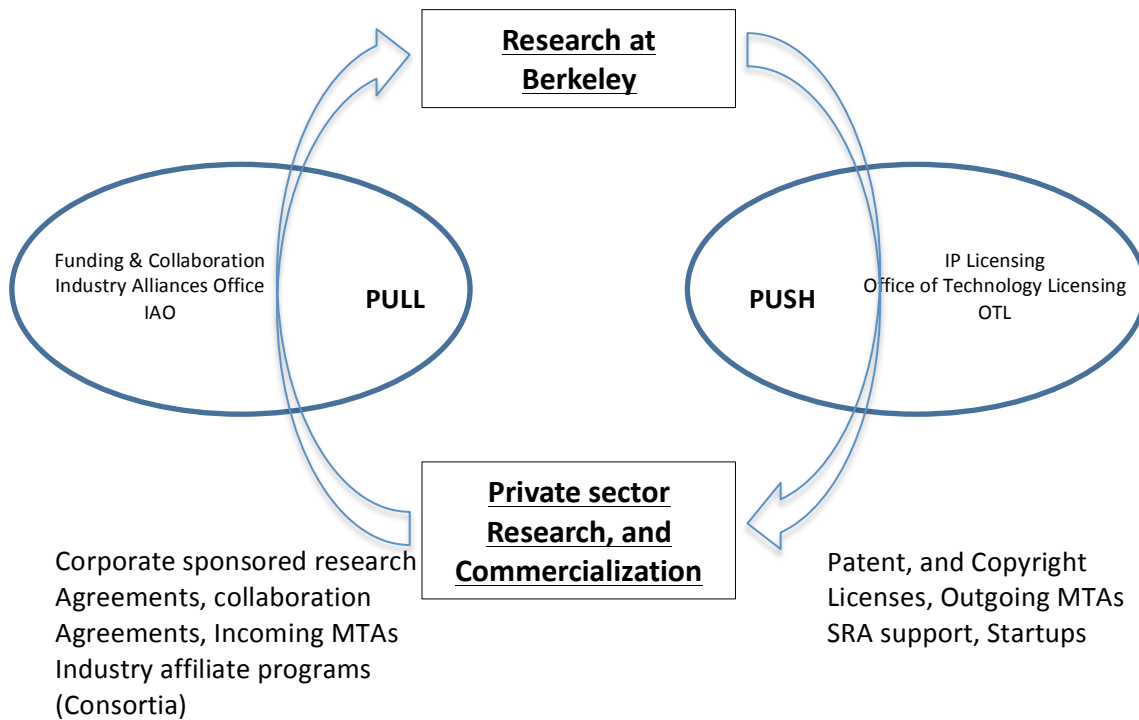 Research at
Berkeley
Funding & Collaboration
Industry Alliances Office
IAO
PULL
PUSH
IP Licensing
Office of Technology Licensing
OTL
Private sector
Research, and
Commercialization
Corporate sponsored research
Agreements, collaboration
Agreements, Incoming MTAs
Industry affiliate programs
(Consortia)
Patent, and Copyright
Licenses, Outgoing MTAs
SRA support, Startups